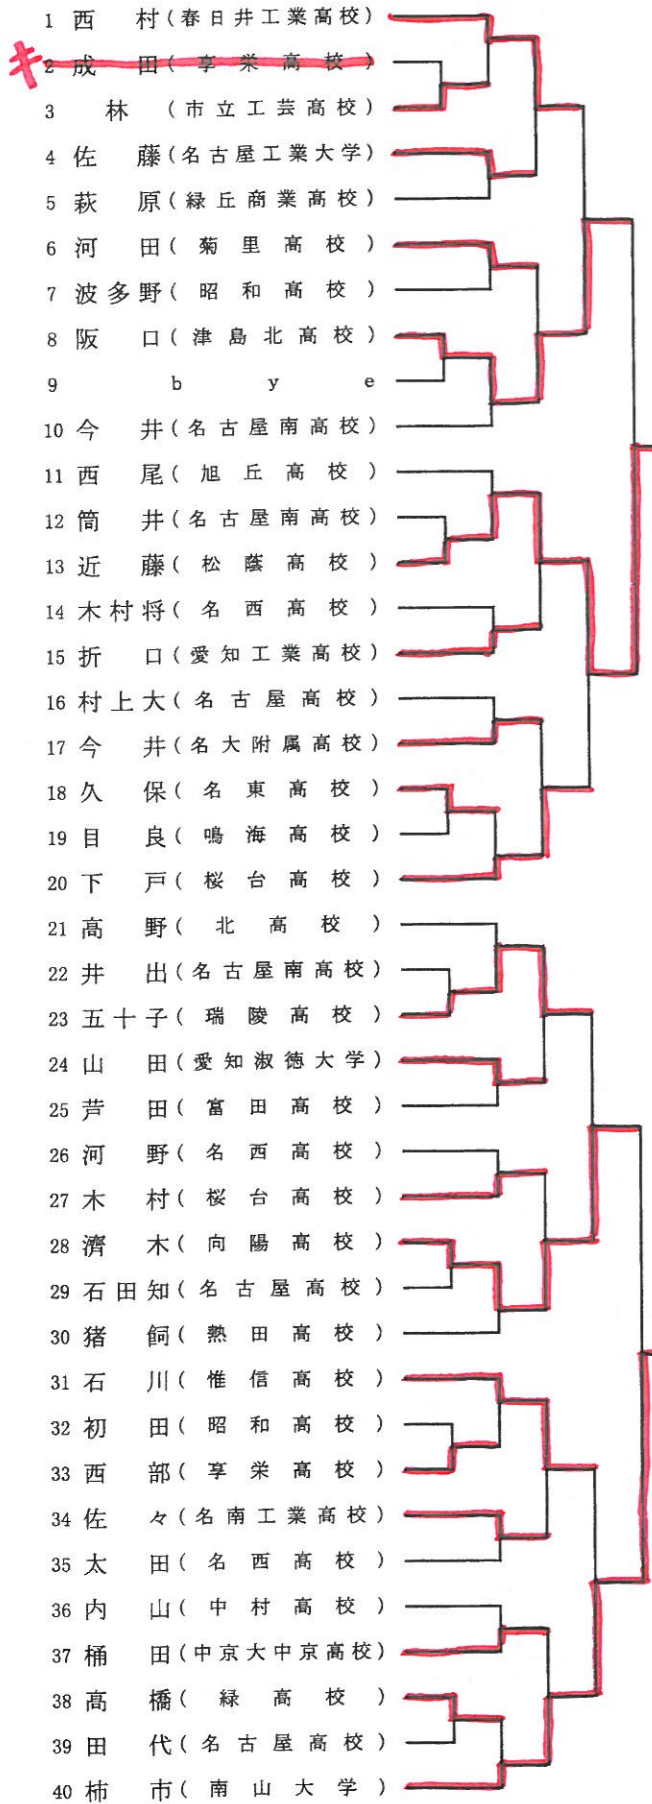 1 西 村(春日井工業高校)
キ 2 成 田(享栄高校)
3 林 (市立工芸高校)
4 佐 藤(名古屋工業大学)
5 萩 原(緑丘商業高校)
6 河 田(菊里高校)
7 波多野(昭和高校)
8 阪 口(津島北高校)
9 bye
10 今 井(名古屋南高校)
11 西 尾(旭丘高校)
12 筒 井(名古屋南高校)
13 近 藤(松蔭高校)
14 木村将(名西高校)
15 折 口(愛知工業高校)
16 村上大(名古屋高校)
17 今 井(名大附属高校)
18 久 保(名東高校)
19 目 良(鳴海高校)
20 下 戸(桜台高校)
21 高 野(北高校)
22 井 出(名古屋南高校)
23 五十子(瑞陵高校)
24 山 田(愛知淑徳大学)
25 芦 田(富田高校)
26 河 野(名西高校)
27 木 村(桜台高校)
28 濟 木(向陽高校)
29 石田知(名古屋高校)
30 猪 飼(熱田高校)
31 石 川(惟信高校)
32 初 田(昭和高校)
33 西 部(享栄高校)
34 佐 々(名南工業高校)
35 太 田(名西高校)
36 内 山(中村高校)
37 桶 田(中京大中京高校)
38 高 橋(緑高校)
39 田 代(名古屋高校)
40 柿 市(南山大学)